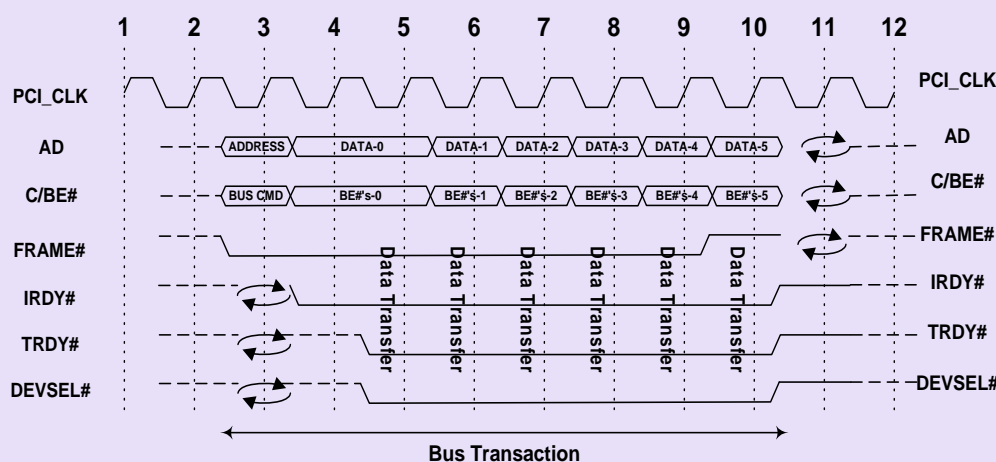 1 2 3 4 5 6 7 8 9 10 11 12
PCI_CLK PCI_CLK
AD ADDRESS DATA-0 DATA-1 DATA-2 DATA-3 DATA-4 DATA-5 AD
C/BE# BUS CMD BE#'s-0 BE#'s-1 BE#'s-2 BE#'s-3 BE#'s-4 BE#'s-5 C/BE#
FRAME# FRAME#
IRDY# IRDY#
TRDY# TRDY#
DEVSEL# DEVSEL#
Data Transfer
Data Transfer
Data Transfer
Data Transfer
Data Transfer
Data Transfer
Bus Transaction